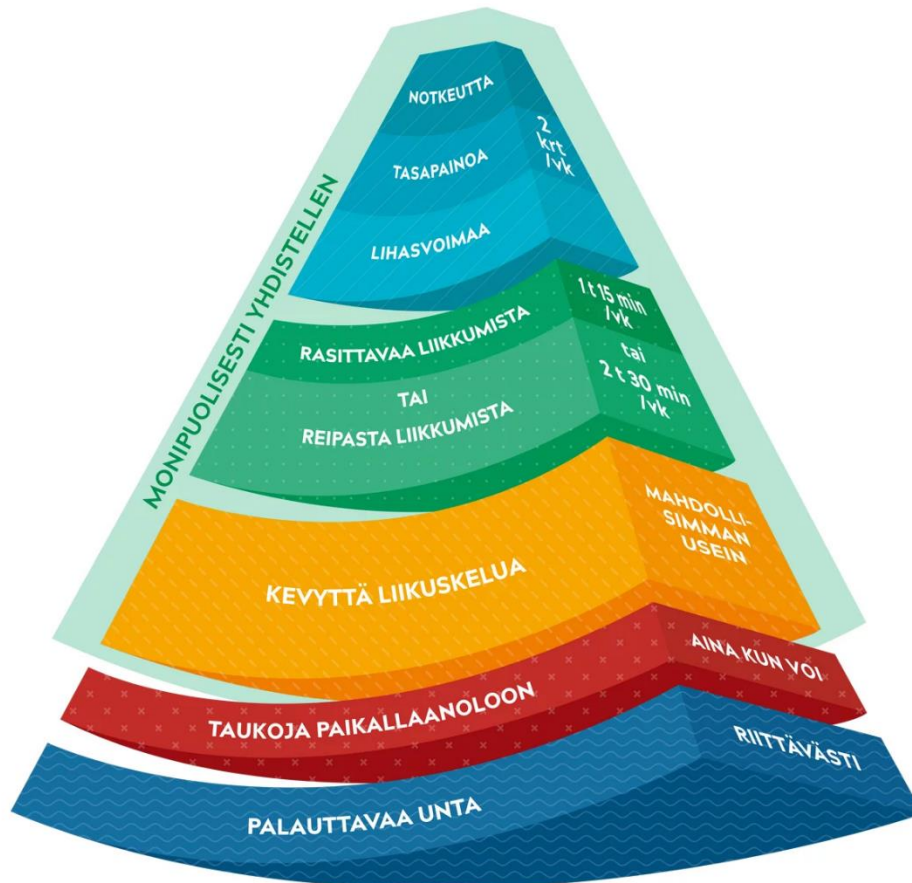 MONIPUOLISESTI YHDISTELLEN
NOTKEUTTA
TASAPAINOA
LIHASVOIMAA
2
krt
/vk
RASITTAVAA LIIKKUMISTA
1 t 15 min
/vk
TAI
tai
REIPASTA LIIKKUMISTA
2 t 30 min
/vk
KEVYTTÄ LIIKUSKELUA
MAHDOLLI-
SIMMAN
USEIN
TAUKOJA PAIKALLAANOLOON
AINA KUN VOI
PALAUTTAVAA UNTA
RIITTÄVÄSTI